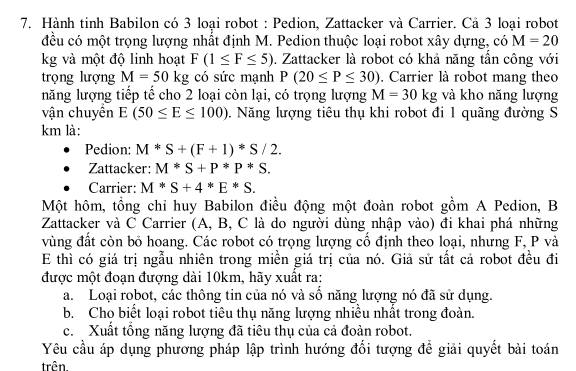 7. Hành tinh Babilon có 3 loại robot : Pedion, Zattacker và Carrier. Cả 3 loại robot
đều có một trọng lượng nhất định M. Pedion thuộc loại robot xây dựng, có M = 20
kg và một độ linh hoạt F (1 ≤ F ≤ 5). Zattacker là robot có khả năng tấn công với
trọng lượng M = 50 kg có sức mạnh P (20 ≤ P ≤ 30). Carrier là robot mang theo
năng lượng tiếp tế cho 2 loại còn lại, có trọng lượng M = 30 kg và kho năng lượng
vận chuyển E (50 ≤ E ≤ 100). Năng lượng tiêu thụ khi robot đi 1 quãng đường S
km là:
• Pedion: M * S + (F + 1) * S / 2.
• Zattacker: M * S + P * P * S.
• Carrier: M * S + 4 * E * S.
Một hôm, tổng chỉ huy Babilon điều động một đoàn robot gồm A Pedion, B
Zattacker và C Carrier (A, B, C là do người dùng nhập vào) đi khai phá những
vùng đất còn bỏ hoang. Các robot có trọng lượng cố định theo loại, nhưng F, P và
E thì có giá trị ngẫu nhiên trong miền giá trị của nó. Giả sử tất cả robot đều đi
được một đoạn đượng dài 10km, hãy xuất ra:
a. Loại robot, các thông tin của nó và số năng lượng nó đã sử dụng.
b. Cho biết loại robot tiêu thụ năng lượng nhiều nhất trong đoàn.
c. Xuất tổng năng lượng đã tiêu thụ của cả đoàn robot.
Yêu cầu áp dụng phương pháp lập trình hướng đối tượng để giải quyết bài toán
trên.